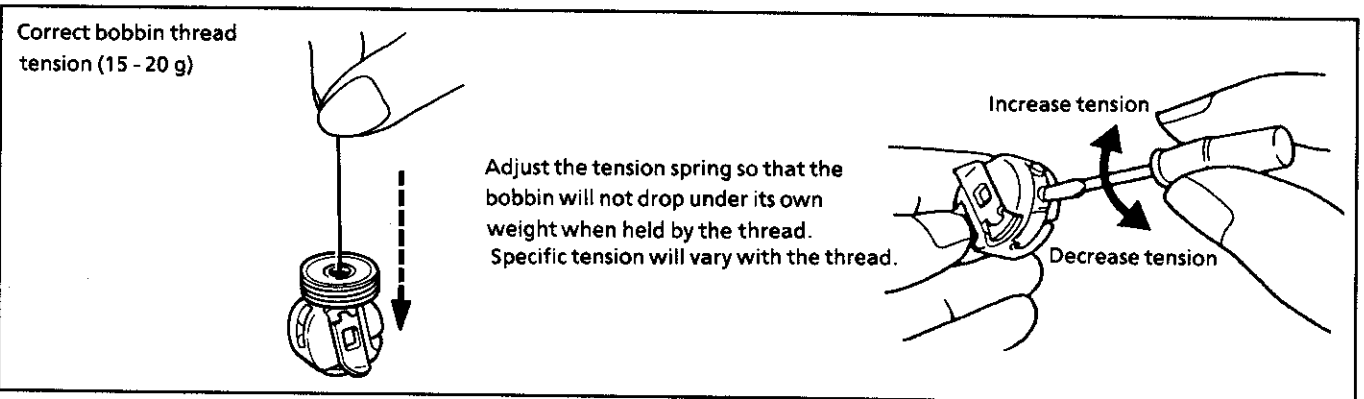 Correct bobbin thread
tension (15 - 20 g)
Adjust the tension spring so that the
bobbin will not drop under its own
weight when held by the thread.
Specific tension will vary with the thread.
Increase tension
Decrease tension